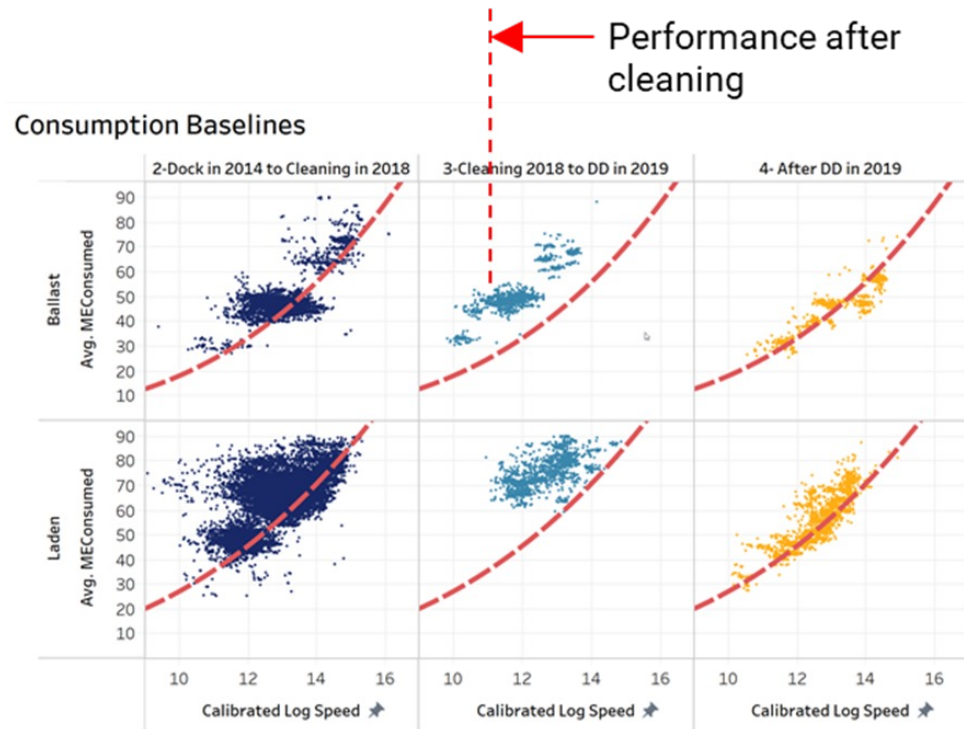 Performance after
cleaning
Consumption Baselines
2-Dock in 2014 to Cleaning in 2018
3-Cleaning 2018 to DD in 2019
4- After DD in 2019
Ballast
Avg. MEConsumed
90
80
70
60
50
40
30
20
10
Laden
Avg. MEConsumed
90
80
70
60
50
40
30
20
10
10 12 14 16
10 12 14 16
10 12 14 16
Calibrated Log Speed
Calibrated Log Speed
Calibrated Log Speed